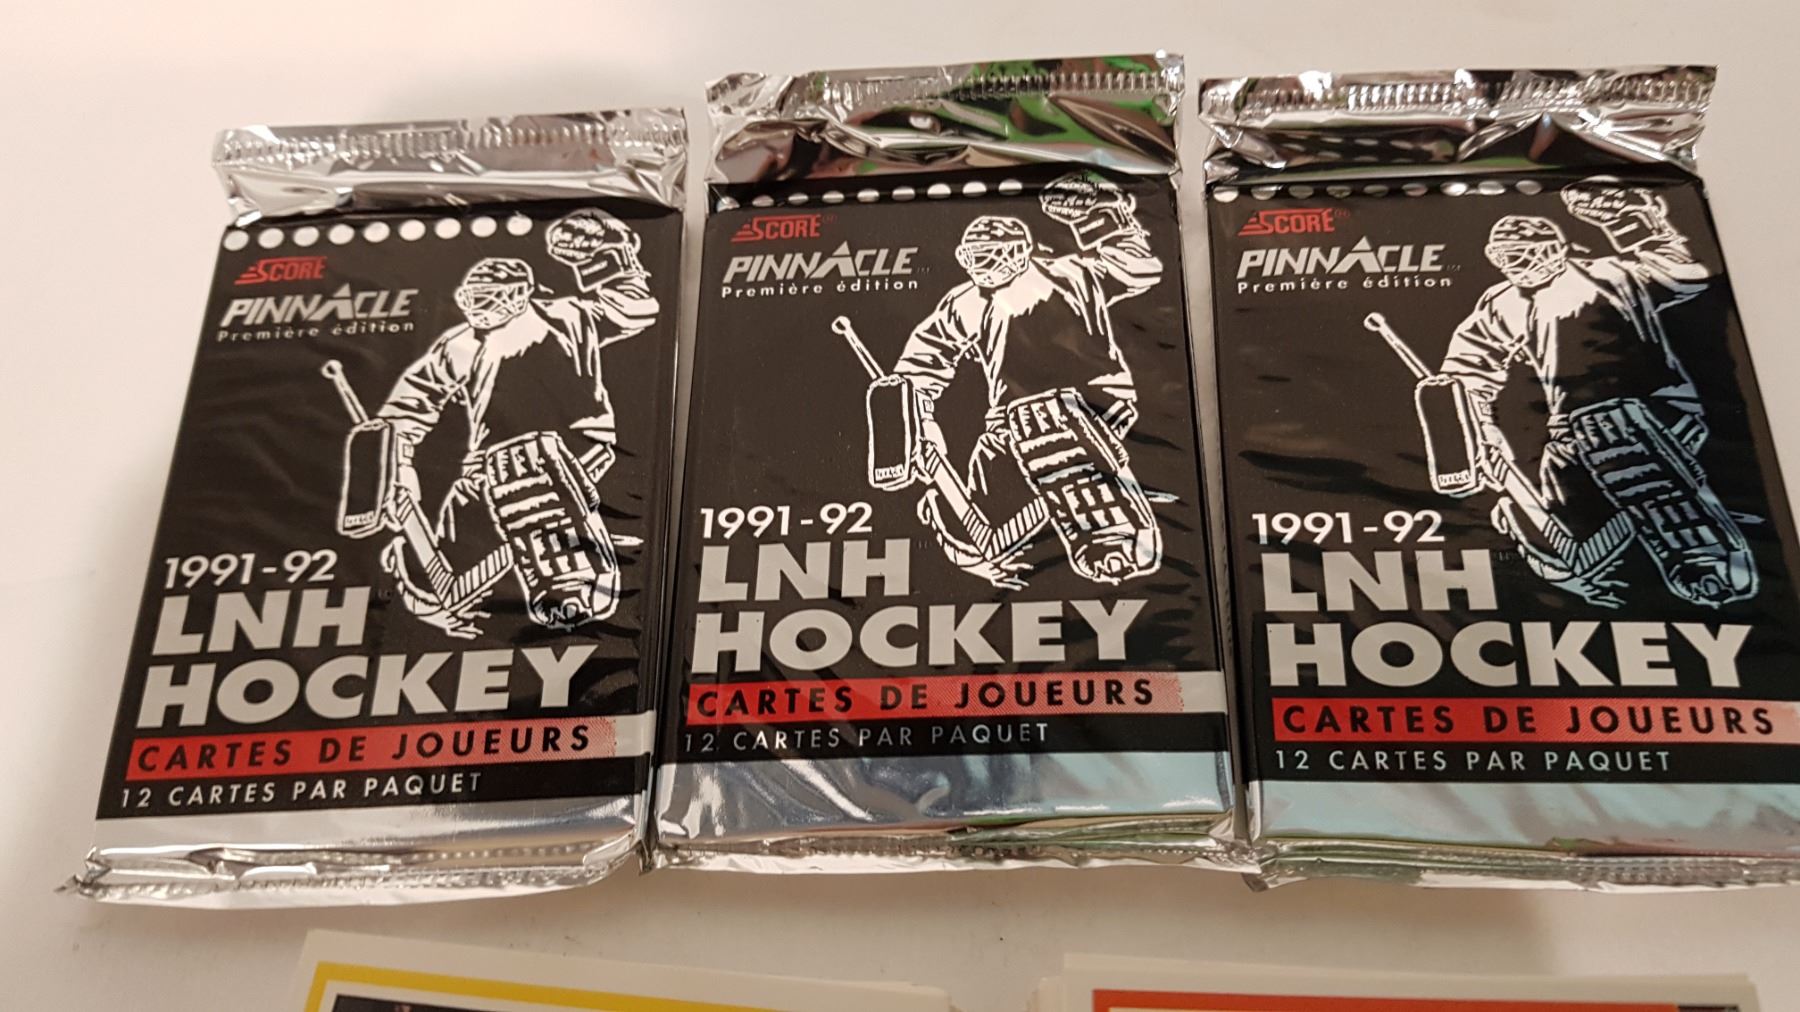 SCORE
PINNACLE
Première édition
1991-92
LNH
HOCKEY
CARTES DE JOUEURS
12 CARTES PAR PAQUET
SCORE
PINNACLE
Première édition
1991-92
LNH
HOCKEY
CARTES DE JOUEURS
12 CARTES PAR PAQUET
SCORE
PINNACLE
Première édition
1991-92
LNH
HOCKEY
CARTES DE JOUEURS
12 CARTES PAR PAQUET